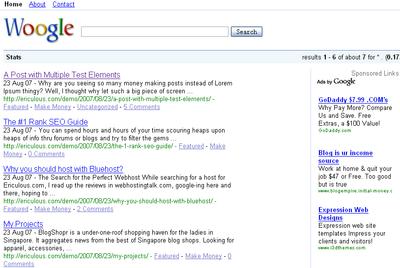 Home About Contact
Woogle
Search
Stats results 1 - 6 of about 7 for " . (0.17
A Post with Multiple Test Elements
23 Aug 07 - Why are you seeing so many money making posts instead of Lorem
Ipsum thingy? Well, I thought why let such a big piece of screen ...
http://ericulous.com/demo/2007/08/23/a-post-with-multiple-test-elements/ -
Featured - Make Money - Uncategorized - 5 Comments
The #1 Rank SEO Guide
23 Aug 07 - You can spend hours and hours of your time scouring heaps upon
heaps of info thru forums or blogs and try to filter the gems ...
http://ericulous.com/demo/2007/08/23/the-1-rank-seo-guide/ - Featured - Make
Money - 0 Comments
Why you should host with Bluehost?
23 Aug 07 - The Search for the Perfect Webhost While searching for a host for
Ericulous.com, I read up the reviews in webhostingtalk.com, google-ing here and
there, hoping to ...
http://ericulous.com/demo/2007/08/23/why-you-should-host-with-bluehost/ -
Featured - Make Money - 2 Comments
My Projects
23 Aug 07 - BlogShopr is a under-one-roof shopping haven for the ladies in
Singapore. It aggregates news from the best of Singapore blog shops. Looking for
apparel, accessories, ...
http://ericulous.com/demo/2007/08/23/my-projects/ - Featured - Make Money - 0
Comments
Sponsored Links
Ads by Google
GoDaddy $7.99 .COM's
Why Pay More? Compare
Us and Save. Free
Extras, a $100 Value!
GoDaddy.com
Blog is ur income
source
Work at home & quit your
job $47 or Free. Too good
but is true
www.blogempire.initial.money.c
Expression Web
Designs
Expression web site
templates Impress your
clients and visitors!
www.i3dthemes.com